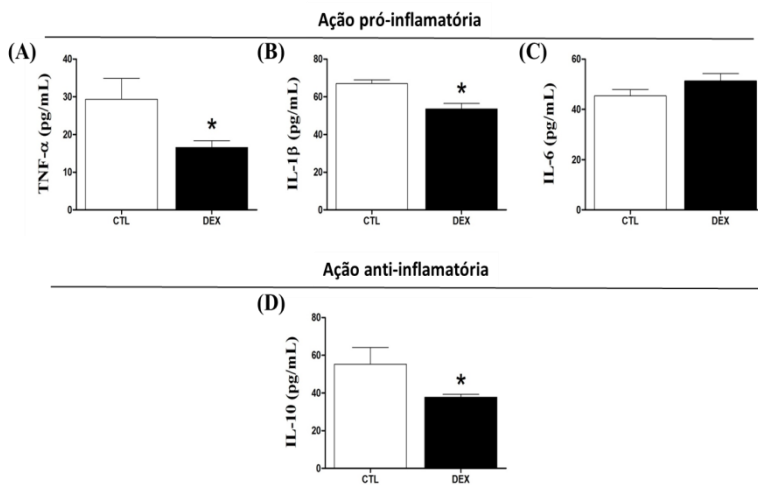 Ação pró-inflamatória
(A)
TNF-α (pg/mL)
40
30
20
10
0
*
CTL
DEX
(B)
IL-1β (pg/mL)
80
60
40
20
0
*
CTL
DEX
(C)
IL-6 (pg/mL)
60
40
20
0
CTL
DEX
Ação anti-inflamatória
(D)
IL-10 (pg/mL)
80
60
40
20
0
*
CTL
DEX